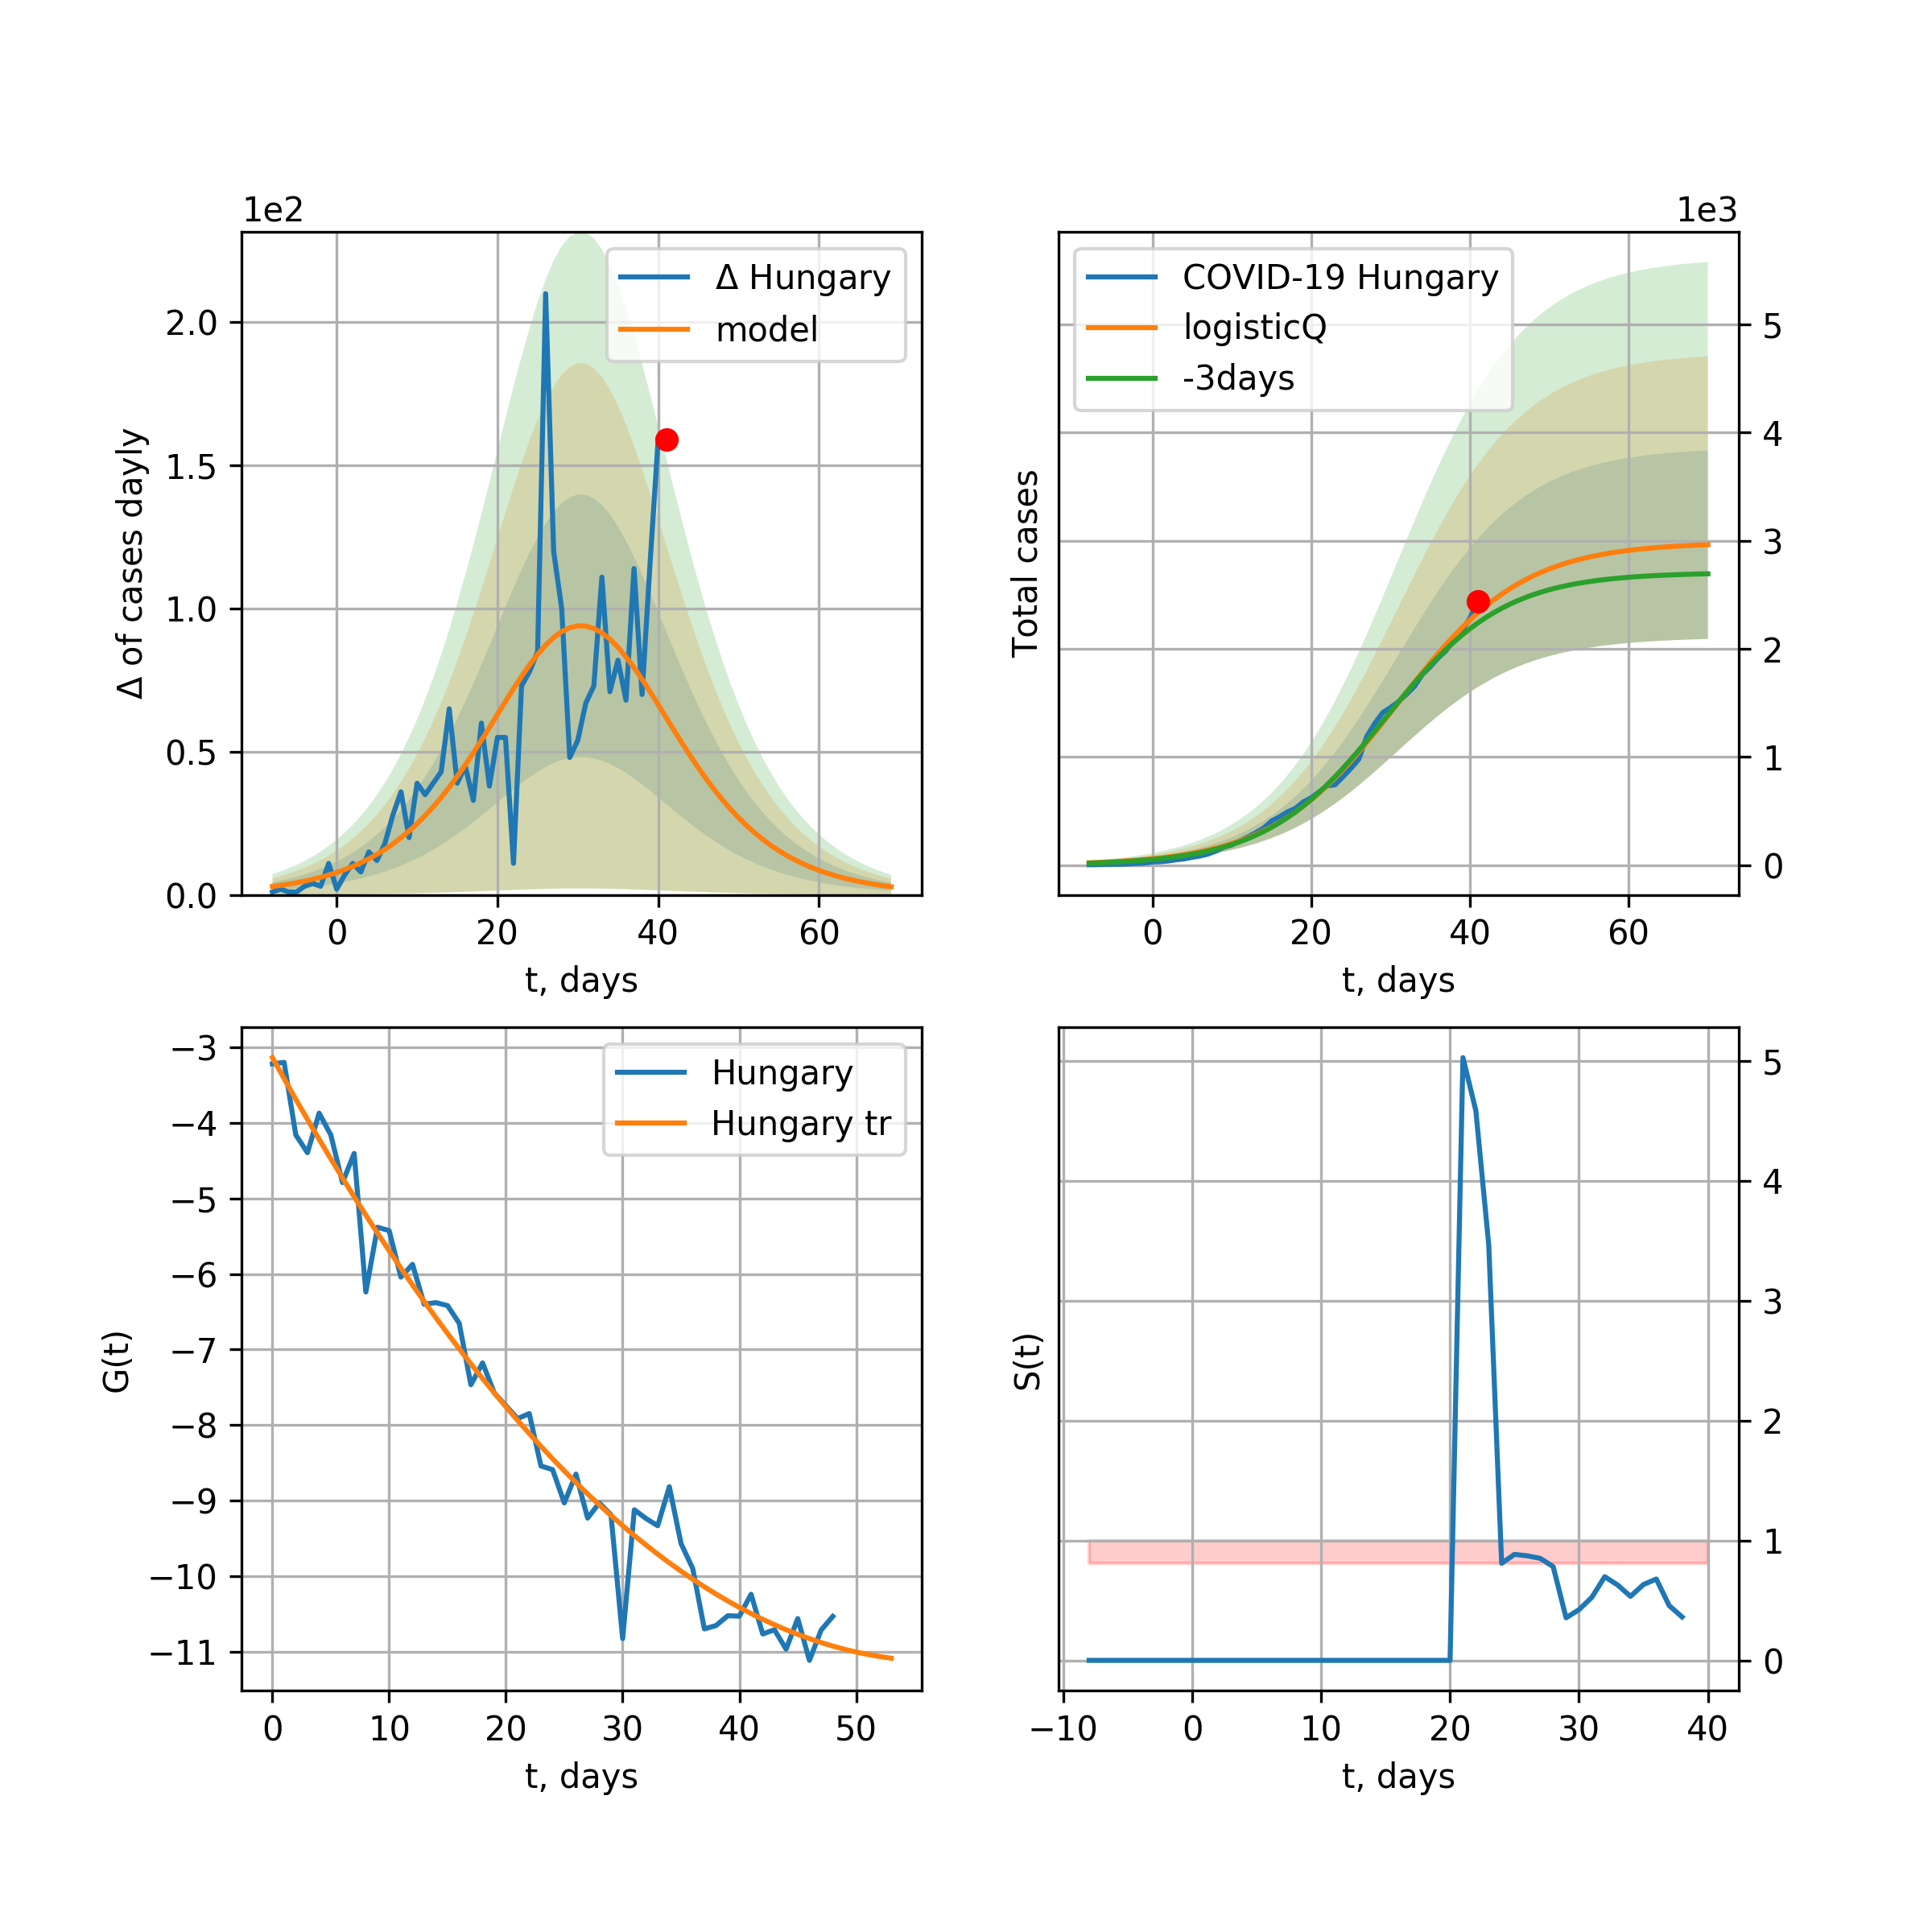 1e2
Δ Hungary
model
2.0
1.5
1.0
0.5
0.0
Δ of cases dayly
0 20 40 60
t, days
1e3
COVID-19 Hungary
logisticQ
-3days
5
4
3
2
1
0
Total cases
0 20 40 60
t, days
Hungary
Hungary tr
−3
−4
−5
−6
−7
−8
−9
−10
−11
G(t)
0 10 20 30 40 50
t, days
5
4
3
2
1
0
S(t)
−10 0 10 20 30 40
t, days